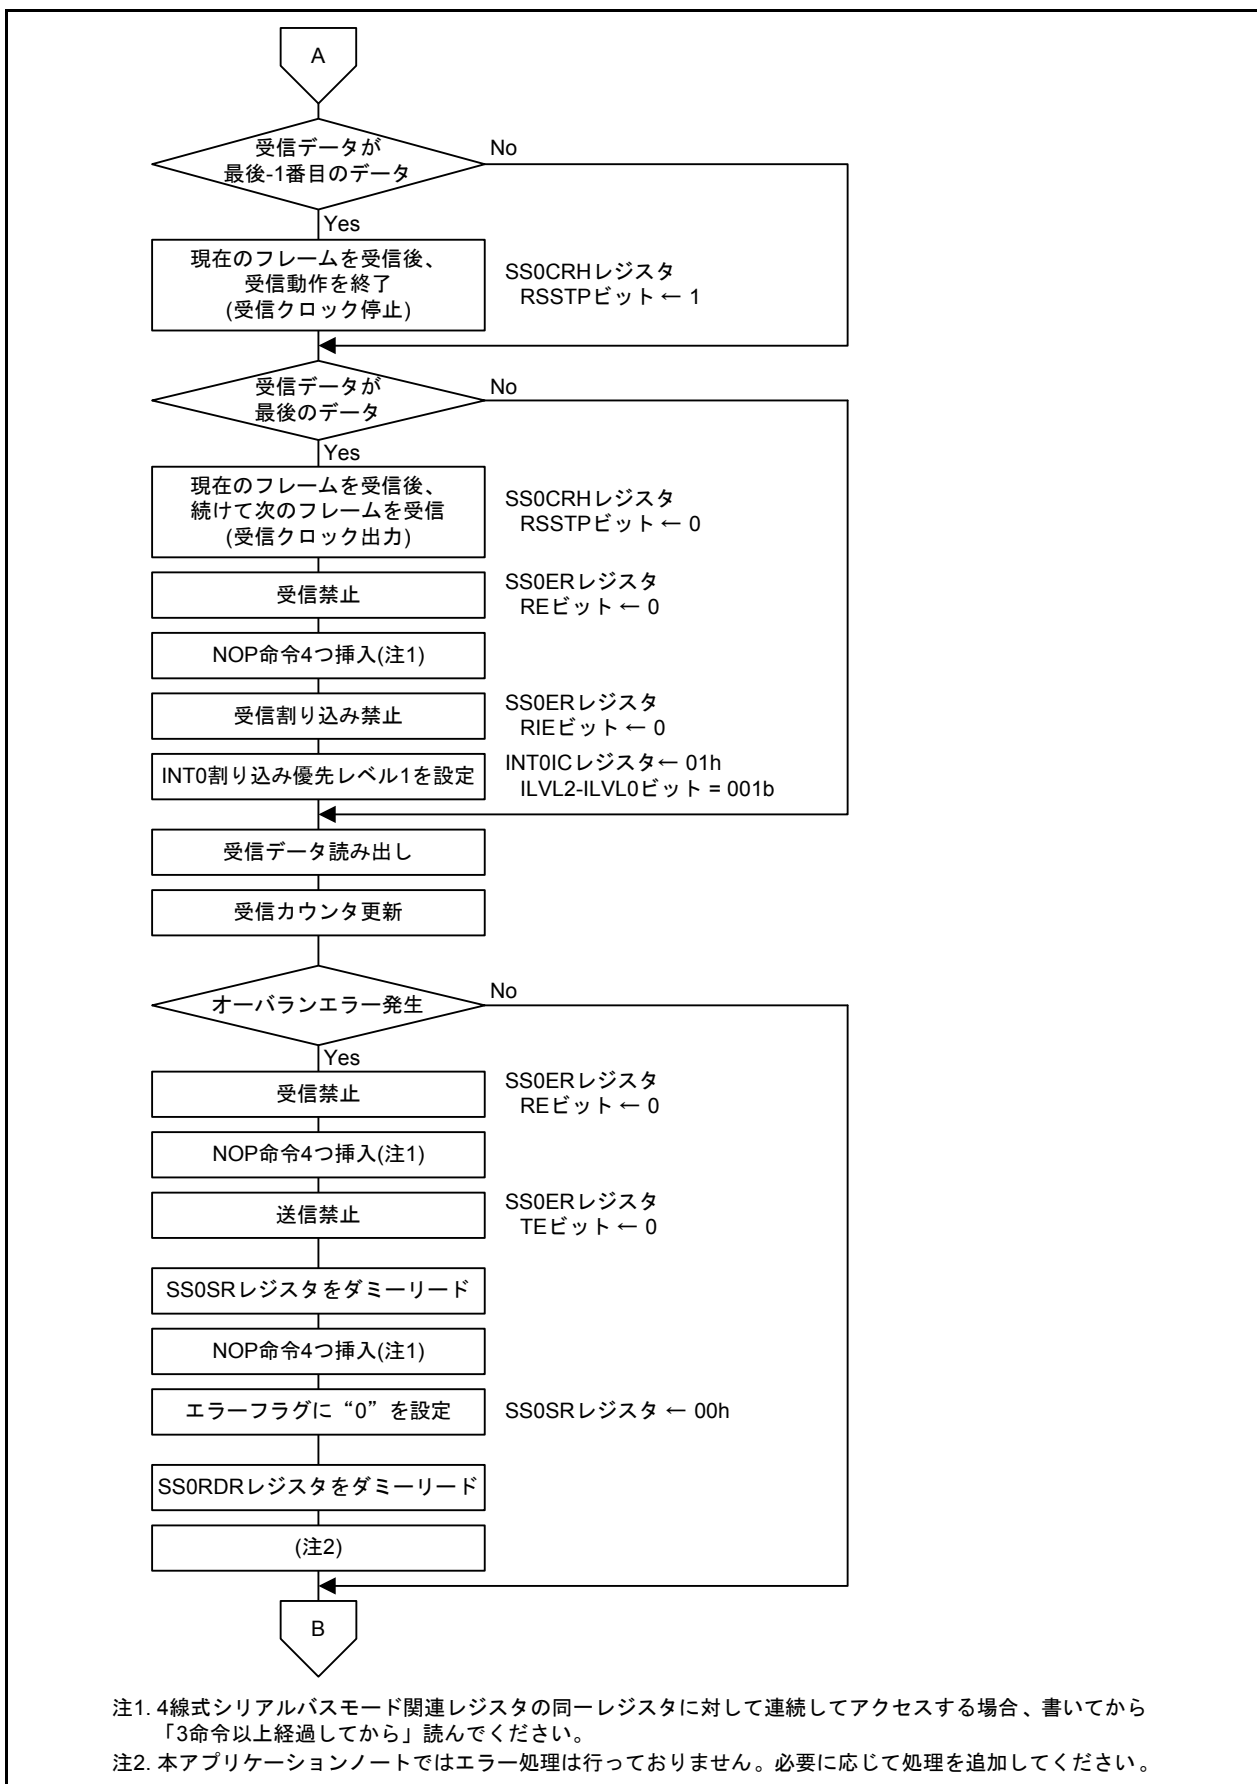 A
受信データが
最後-1番目のデータ
No
Yes
現在のフレームを受信後、
受信動作を終了
(受信クロック停止)
SS0CRHレジスタ
RSSTPビット ← 1
受信データが
最後のデータ
No
Yes
現在のフレームを受信後、
続けて次のフレームを受信
(受信クロック出力)
SS0CRHレジスタ
RSSTPビット ← 0
受信禁止
SS0ERレジスタ
REビット ← 0
NOP命令4つ挿入(注1)
受信割り込み禁止
SS0ERレジスタ
RIEビット ← 0
INT0割り込み優先レベル1を設定
INT0ICレジスタ← 01h
ILVL2-ILVL0ビット = 001b
受信データ読み出し
受信カウンタ更新
オーバランエラー発生
No
Yes
受信禁止
SS0ERレジスタ
REビット ← 0
NOP命令4つ挿入(注1)
送信禁止
SS0ERレジスタ
TEビット ← 0
SS0SRレジスタをダミーリード
NOP命令4つ挿入(注1)
エラーフラグに“0”を設定
SS0SRレジスタ ← 00h
SS0RDRレジスタをダミーリード
(注2)
B
注1. 4線式シリアルバスモード関連レジスタの同一レジスタに対して連続してアクセスする場合、書いてから
「3命令以上経過してから」読んでください。
注2. 本アプリケーションノートではエラー処理は行っておりません。必要に応じて処理を追加してください。